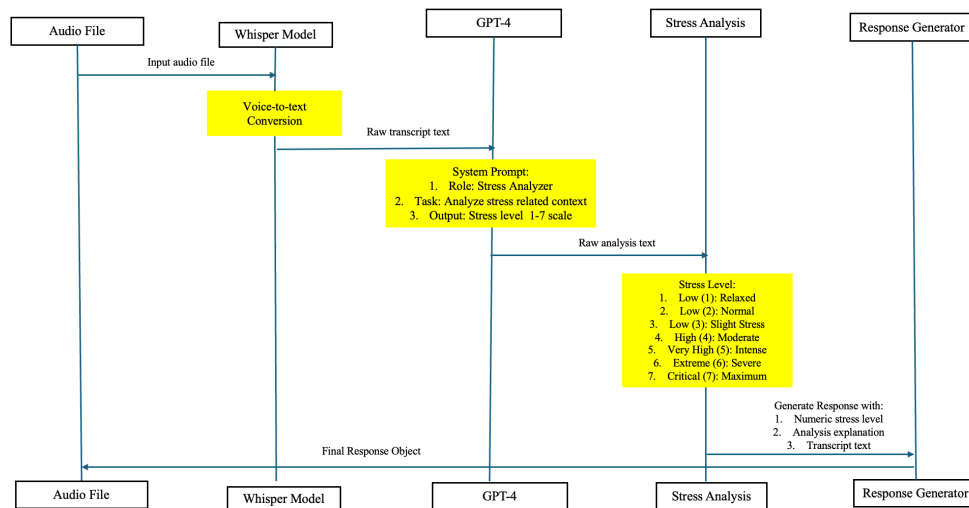 Audio File
Whisper Model
GPT-4
Stress Analysis
Response Generator
Input audio file
Voice-to-text
Conversion
Raw transcript text
System Prompt:
1. Role: Stress Analyzer
2. Task: Analyze stress related context
3. Output: Stress level 1-7 scale
Raw analysis text
Stress Level:
1. Low (1): Relaxed
2. Low (2): Normal
3. Low (3): Slight Stress
4. High (4): Moderate
5. Very High (5): Intense
6. Extreme (6): Severe
7. Critical (7): Maximum
Generate Response with:
1. Numeric stress level
2. Analysis explanation
3. Transcript text
Final Response Object
Audio File
Whisper Model
GPT-4
Stress Analysis
Response Generator